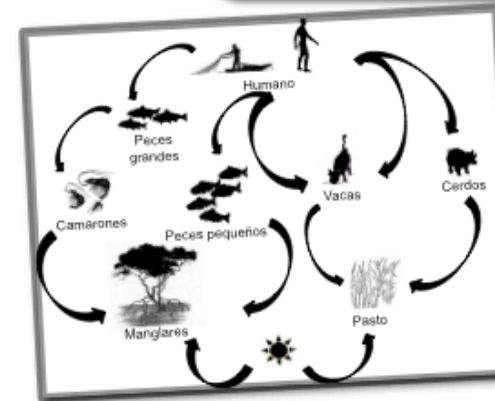 Humano
Peces
grandes
Camarones
Peces pequeños
Vacas
Cerdos
Manglares
Pasto